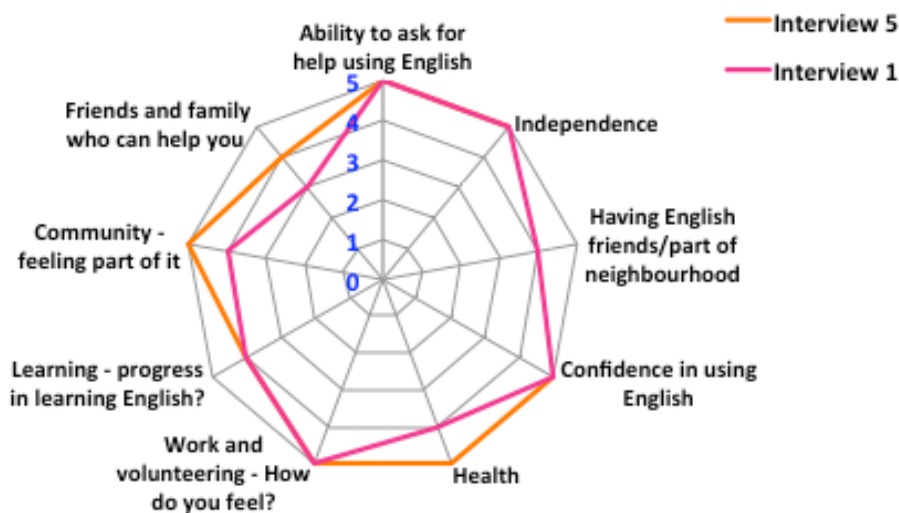 Interview 5
Interview 1
Ability to ask for
help using English
Independence
Having English
friends/part of
neighbourhood
Confidence in using
English
Health
Work and
volunteering - How
do you feel?
Learning - progress
in learning English?
Community -
feeling part of it
Friends and family
who can help you
5
4
3
2
1
0